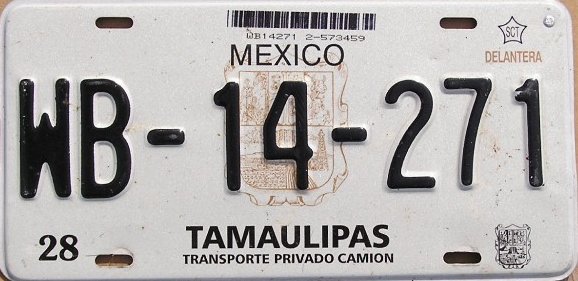 WB14271 2-573459
MEXICO
SCT
DELANTERA
WB-14-271
28
TAMAULIPAS
TRANSPORTE PRIVADO CAMION